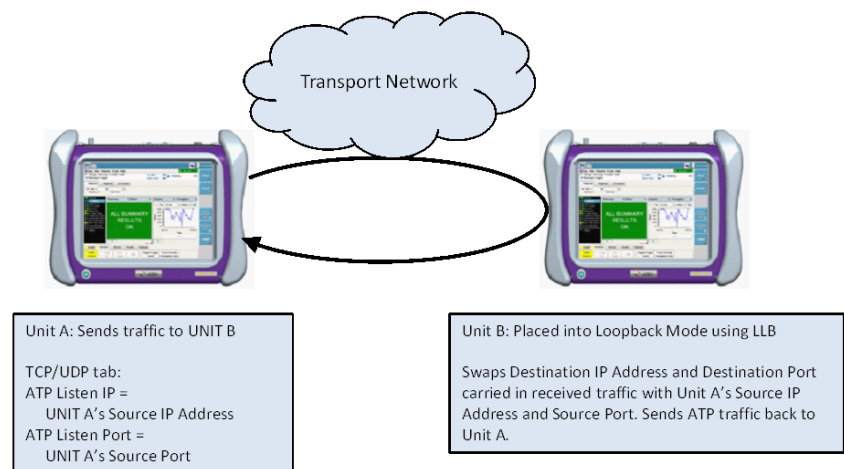 Transport Network
ALL SUMMARY
RESULTS
OK
ALL SUMMARY
RESULTS
OK
Unit A: Sends traffic to UNIT B
TCP/UDP tab:
ATP Listen IP =
UNIT A's Source IP Address
ATP Listen Port =
UNIT A's Source Port
Unit B: Placed into Loopback Mode using LLB
Swaps Destination IP Address and Destination Port
carried in received traffic with Unit A's Source IP
Address and Source Port. Sends ATP traffic back to
Unit A.